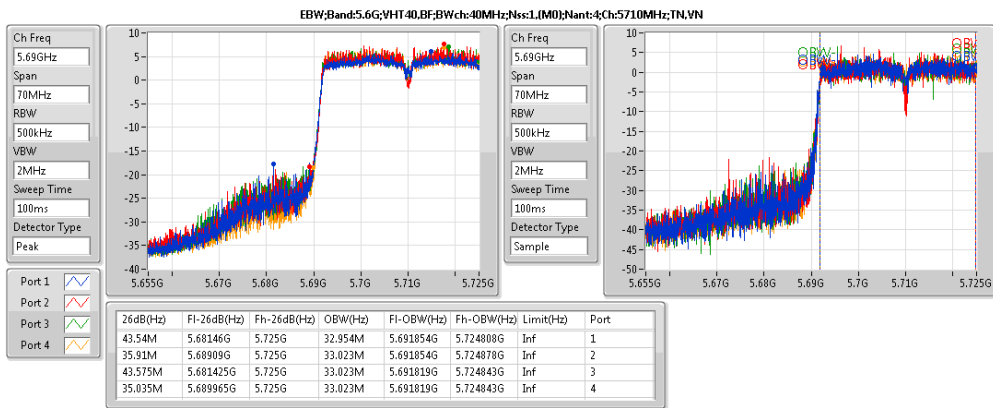 EBW;Band:5.6G;VHT40,BF;BWch:40MHz;Nss:1,(M0);Nant:4;Ch:5710MHz;TN,VN
Ch Freq
5.69GHz
Span
70MHz
RBW
500kHz
VBW
2MHz
Sweep Time
100ms
Detector Type
Peak
10
5
0
-5
-10
-15
-20
-25
-30
-35
-40
5.655G 5.66G 5.67G 5.68G 5.69G 5.7G 5.71G 5.725G
Ch Freq
5.69GHz
Span
70MHz
RBW
500kHz
VBW
2MHz
Sweep Time
100ms
Detector Type
Sample
10
5
0
-5
-10
-15
-20
-25
-30
-35
-40
-45
-50
5.655G 5.66G 5.67G 5.68G 5.69G 5.7G 5.71G 5.725G
Port 1
Port 2
Port 3
Port 4
26dB(Hz) Fl-26dB(Hz) Fh-26dB(Hz) OBW(Hz) Fl-OBW(Hz) Fh-OBW(Hz) Limit(Hz) Port
43.54M 5.68146G 5.725G 32.954M 5.691854G 5.724808G Inf 1
35.91M 5.68909G 5.725G 33.023M 5.691854G 5.724878G Inf 2
43.575M 5.681425G 5.725G 33.023M 5.691819G 5.724843G Inf 3
35.035M 5.689965G 5.725G 33.023M 5.691819G 5.724843G Inf 4